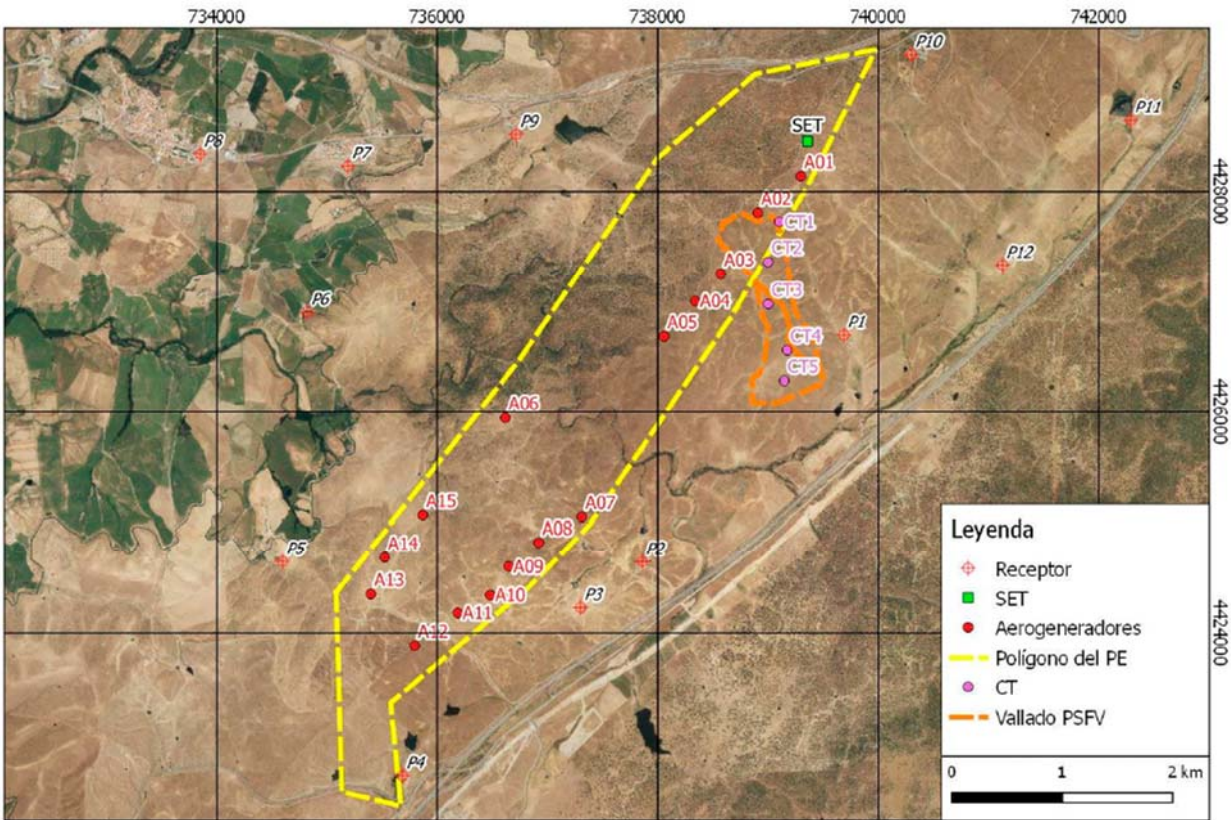 734000
736000
738000
740000
742000
P10
P11
P9
SET
P8
P7
A01
4428000
A02
CT1
CT2
P12
A03
CT3
A04
P6
P1
A05
CT4
CT5
A06
4426000
A15
A07
A08
A14
P5
A09
P2
A13
A10
P3
A11
A12
4424000
P4
Leyenda
Receptor
SET
Aerogeneradores
Polígono del PE
CT
Vallado PSFV
0 1 2 km